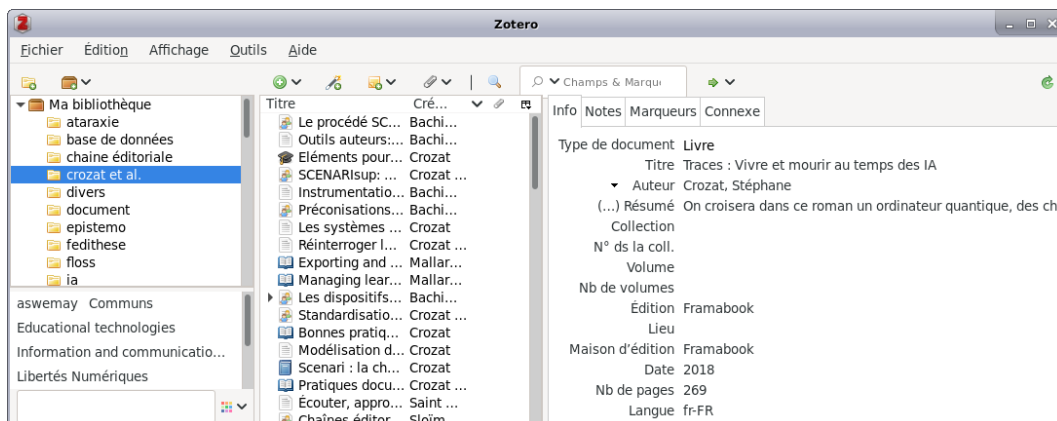 Zotero
Fichier Édition Affichage Outils Aide
Champs & Marqu
Ma bibliothèque
ataraxie
base de données
chaine éditoriale
crozat et al.
divers
document
epistemo
fedithese
floss
ia
aswemay Communs
Educational technologies
Information and communicatio...
Libertés Numériques
Titre Cré...
Le procédé SC... Bachi...
Outils auteurs:... Bachi...
Eléments pour... Crozat
SCENARIsup: ... Crozat ...
Instrumentatio... Bachi...
Préconisations... Bachi...
Les systèmes ... Crozat
Réinterroger l... Crozat ...
Exporting and ... Mallar...
Managing lear... Mallar...
Les dispositifs... Bachi...
Standardisatio... Crozat ...
Bonnes pratiq... Crozat
Modélisation d... Crozat
Scenari : la ch... Crozat
Pratiques docu... Crozat ...
Écouter, appro... Saint ...
Chaînes éditor... Sloïm...
Info Notes Marqueurs Connexe
Type de document Livre
Titre Traces : Vivre et mourir au temps des IA
Auteur Crozat, Stéphane
(...) Résumé On croisera dans ce roman un ordinateur quantique, des ch
Collection
N° ds la coll.
Volume
Nb de volumes
Édition Framabook
Lieu
Maison d'édition Framabook
Date 2018
Nb de pages 269
Langue fr-FR